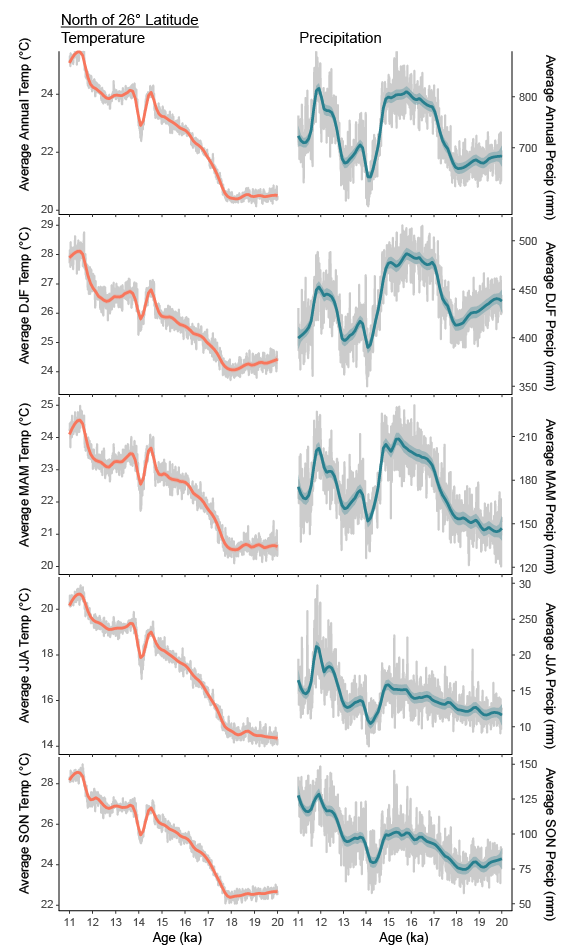 North of 26° Latitude
Temperature
Precipitation
Average Annual Temp (°C)
24
22
20
800
700
Average Annual Precip (mm)
Average DJF Temp (°C)
29
28
27
26
25
24
500
450
400
350
Average DJF Precip (mm)
Average MAM Temp (°C)
25
24
23
22
21
20
210
180
150
120
Average MAM Precip (mm)
Average JJA Temp (°C)
20
18
16
14
30
250
20
15
10
Average JJA Precip (mm)
Average SON Temp (°C)
28
26
24
22
150
125
100
75
50
Average SON Precip (mm)
11 12 13 14 15 16 17 18 19 20
11 12 13 14 15 16 17 18 19 20
Age (ka)
Age (ka)